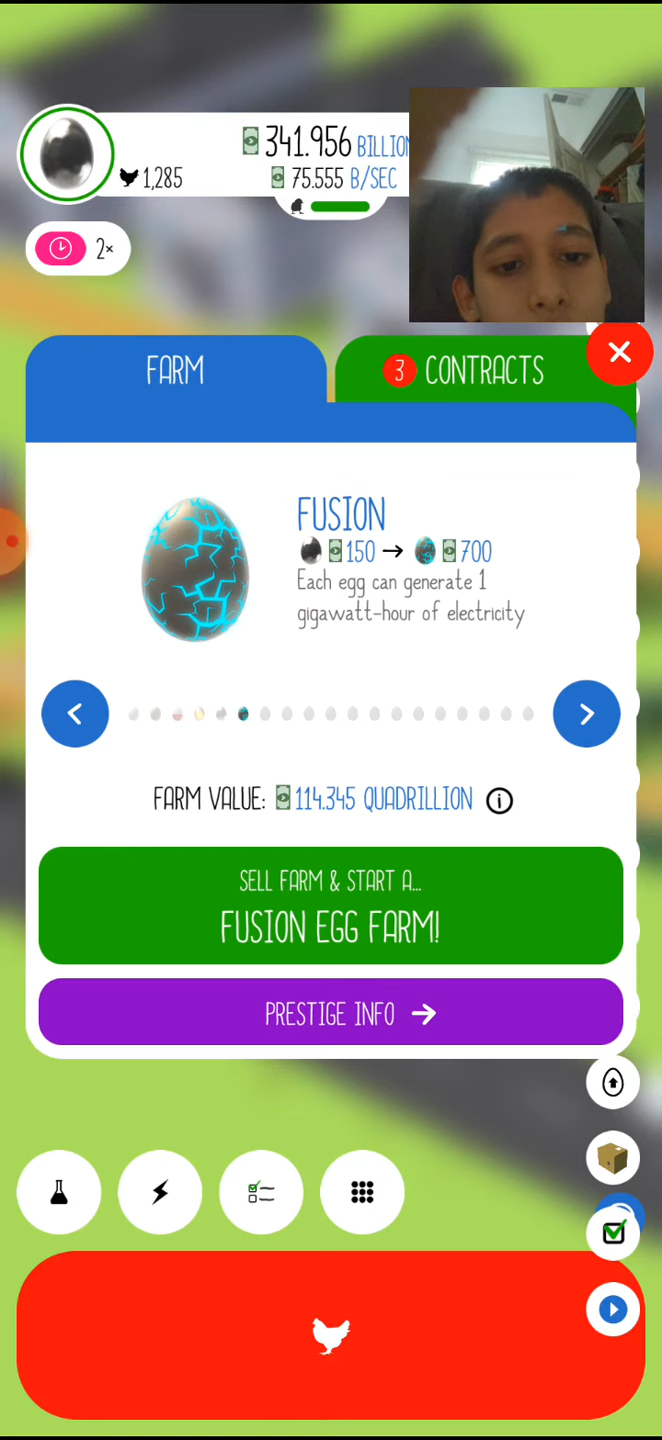 341.956 BILLION
1,285
75.555 B/SEC
2×
FARM
3 CONTRACTS
FUSION
150 → 700
Each egg can generate 1
gigawatt-hour of electricity
FARM VALUE: 114.345 QUADRILLION
SELL FARM & START A...
FUSION EGG FARM!
PRESTIGE INFO →